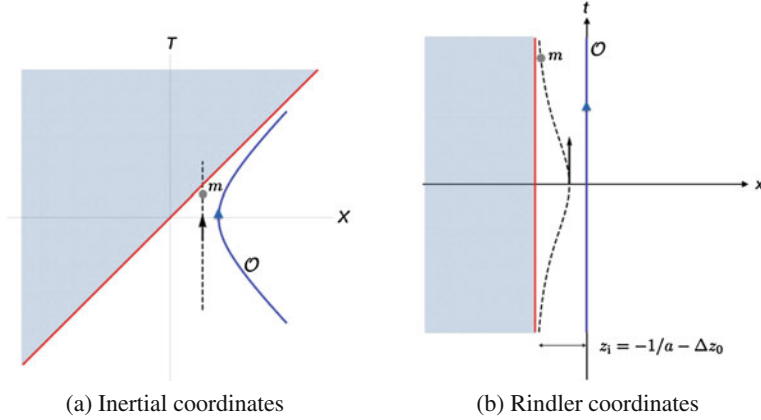 T
m
X
𝒪
(a) Inertial coordinates
t
𝒪
m
x
z_i = −1/a − Δz_0
(b) Rindler coordinates